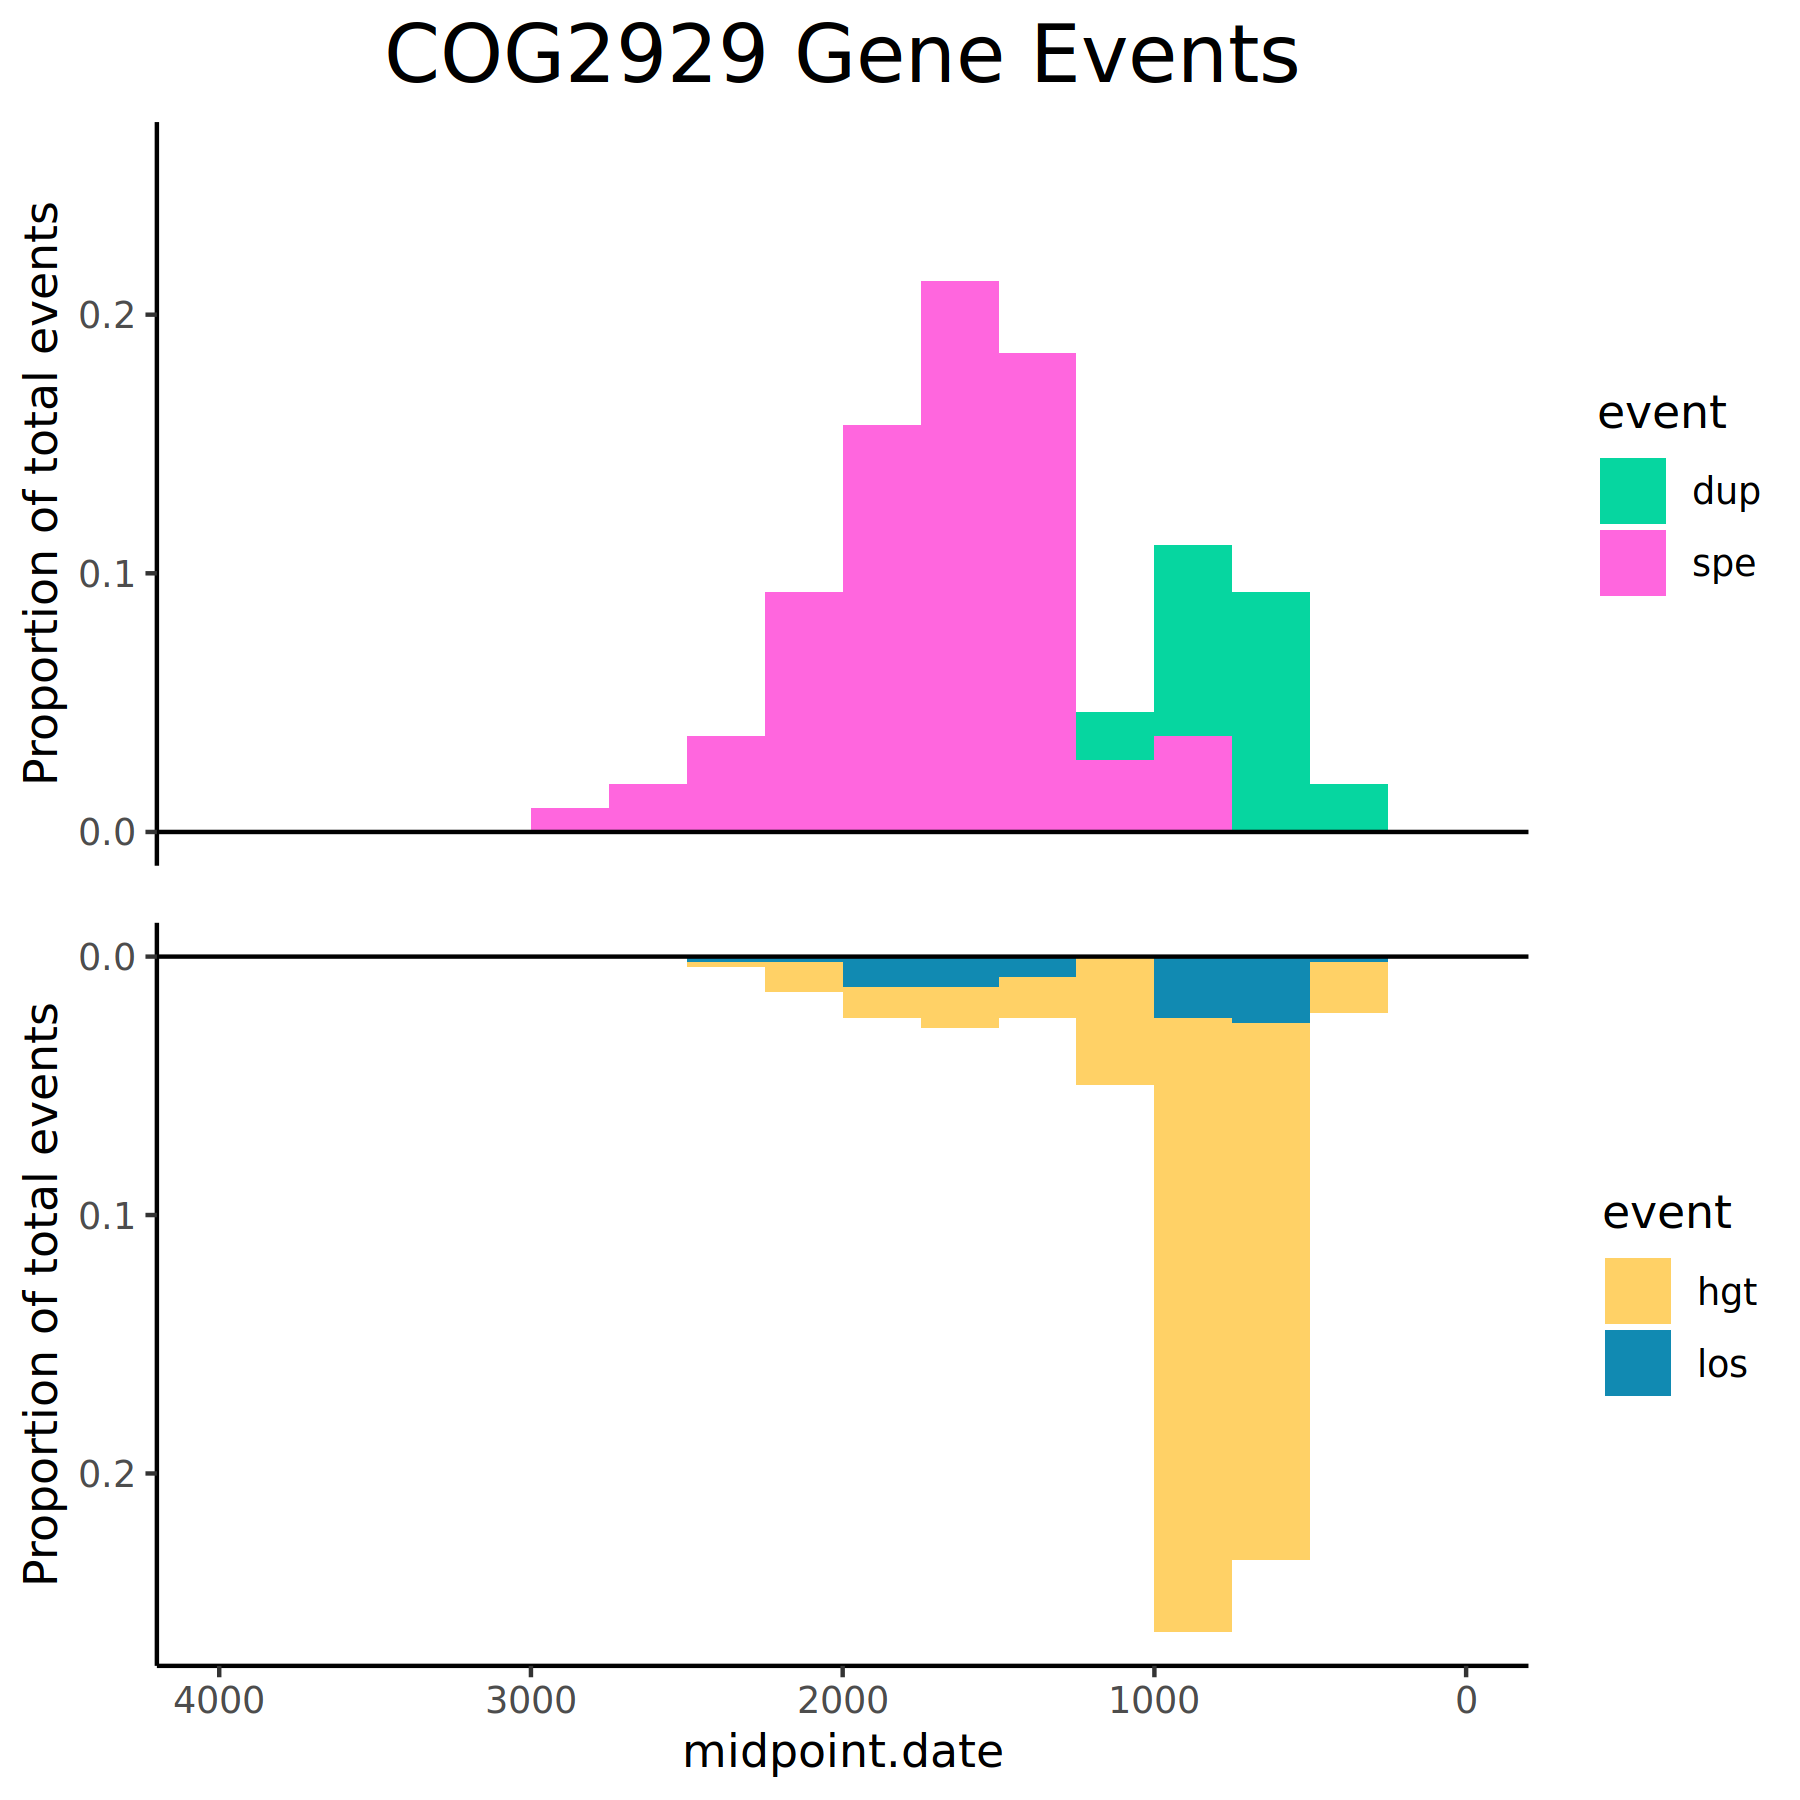 COG2929 Gene Events
Proportion of total events
0.2
0.1
0.0
event
dup
spe
Proportion of total events
0.0
0.1
0.2
event
hgt
los
4000 3000 2000 1000 0
midpoint.date